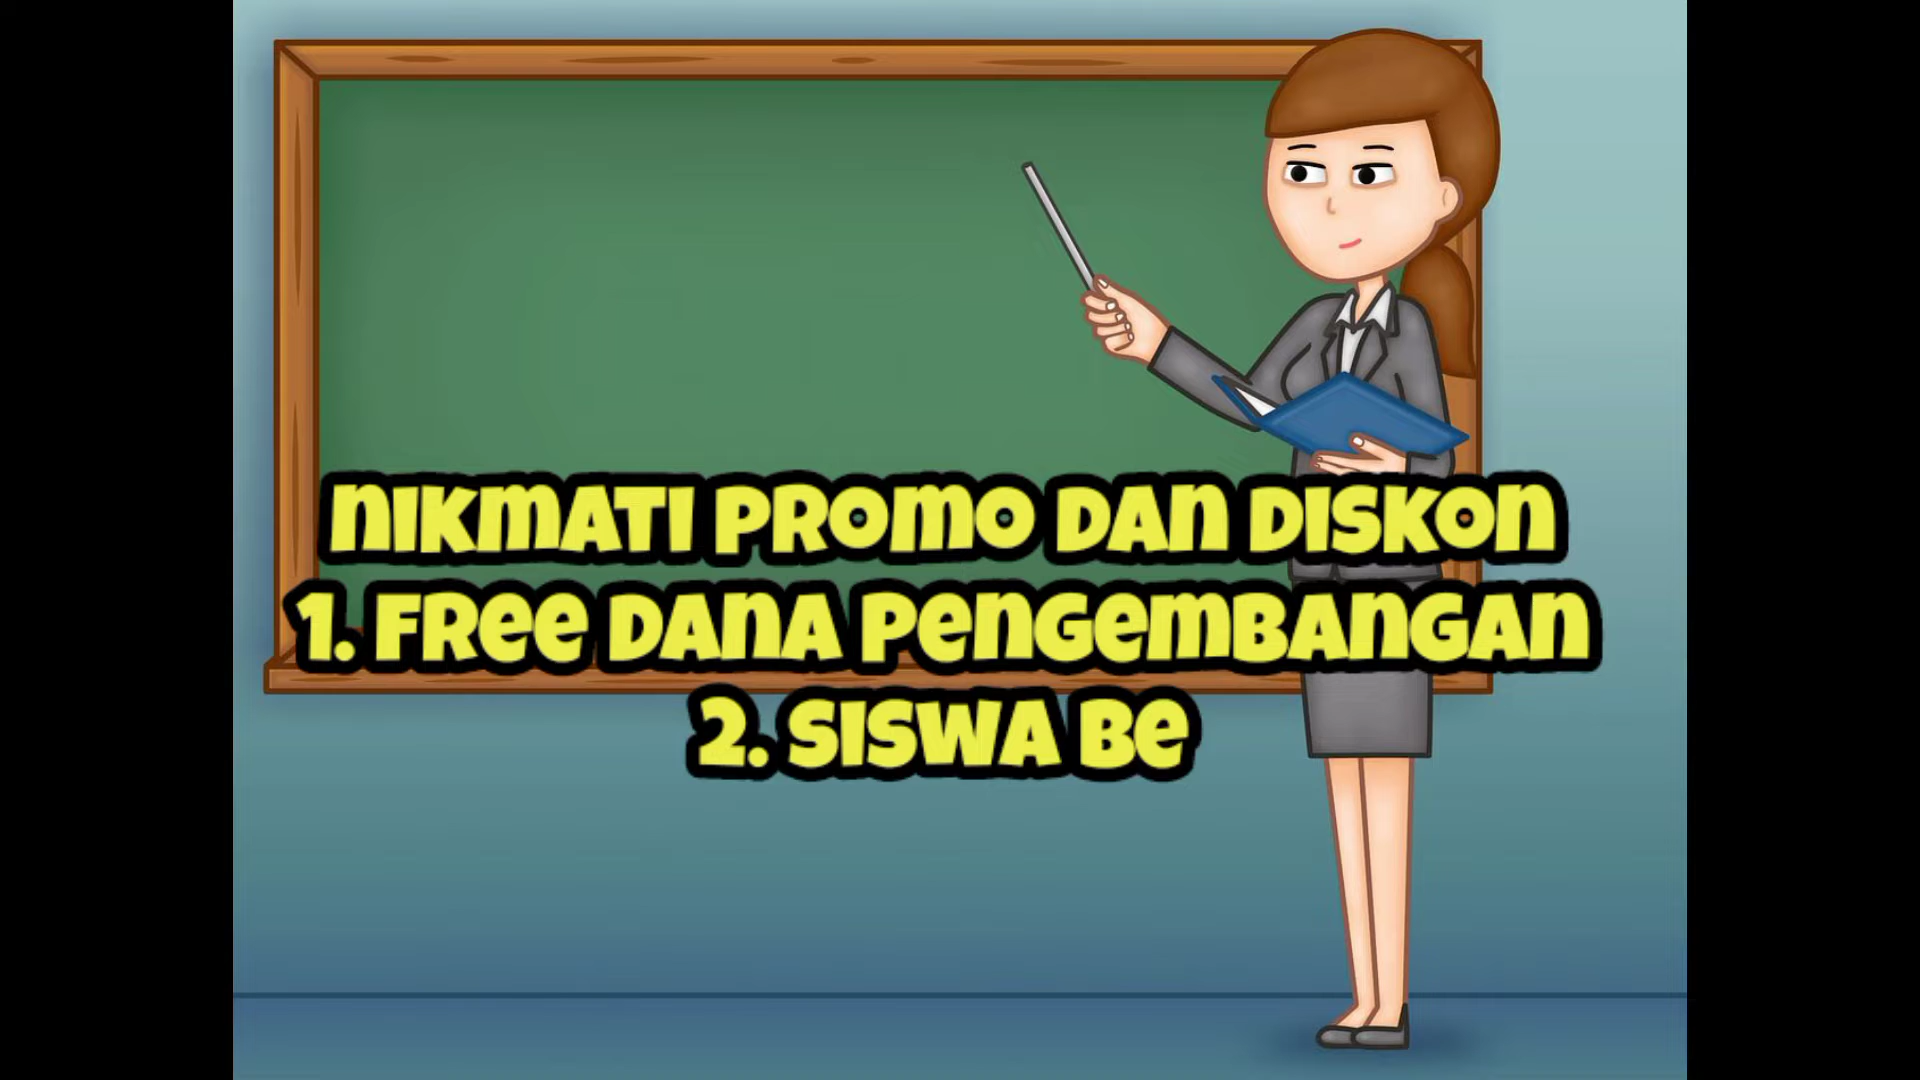 NIKMATI PROMO DAN DISKON
1. FREE DANA PENGEMBANGAN
2. SISWA BE